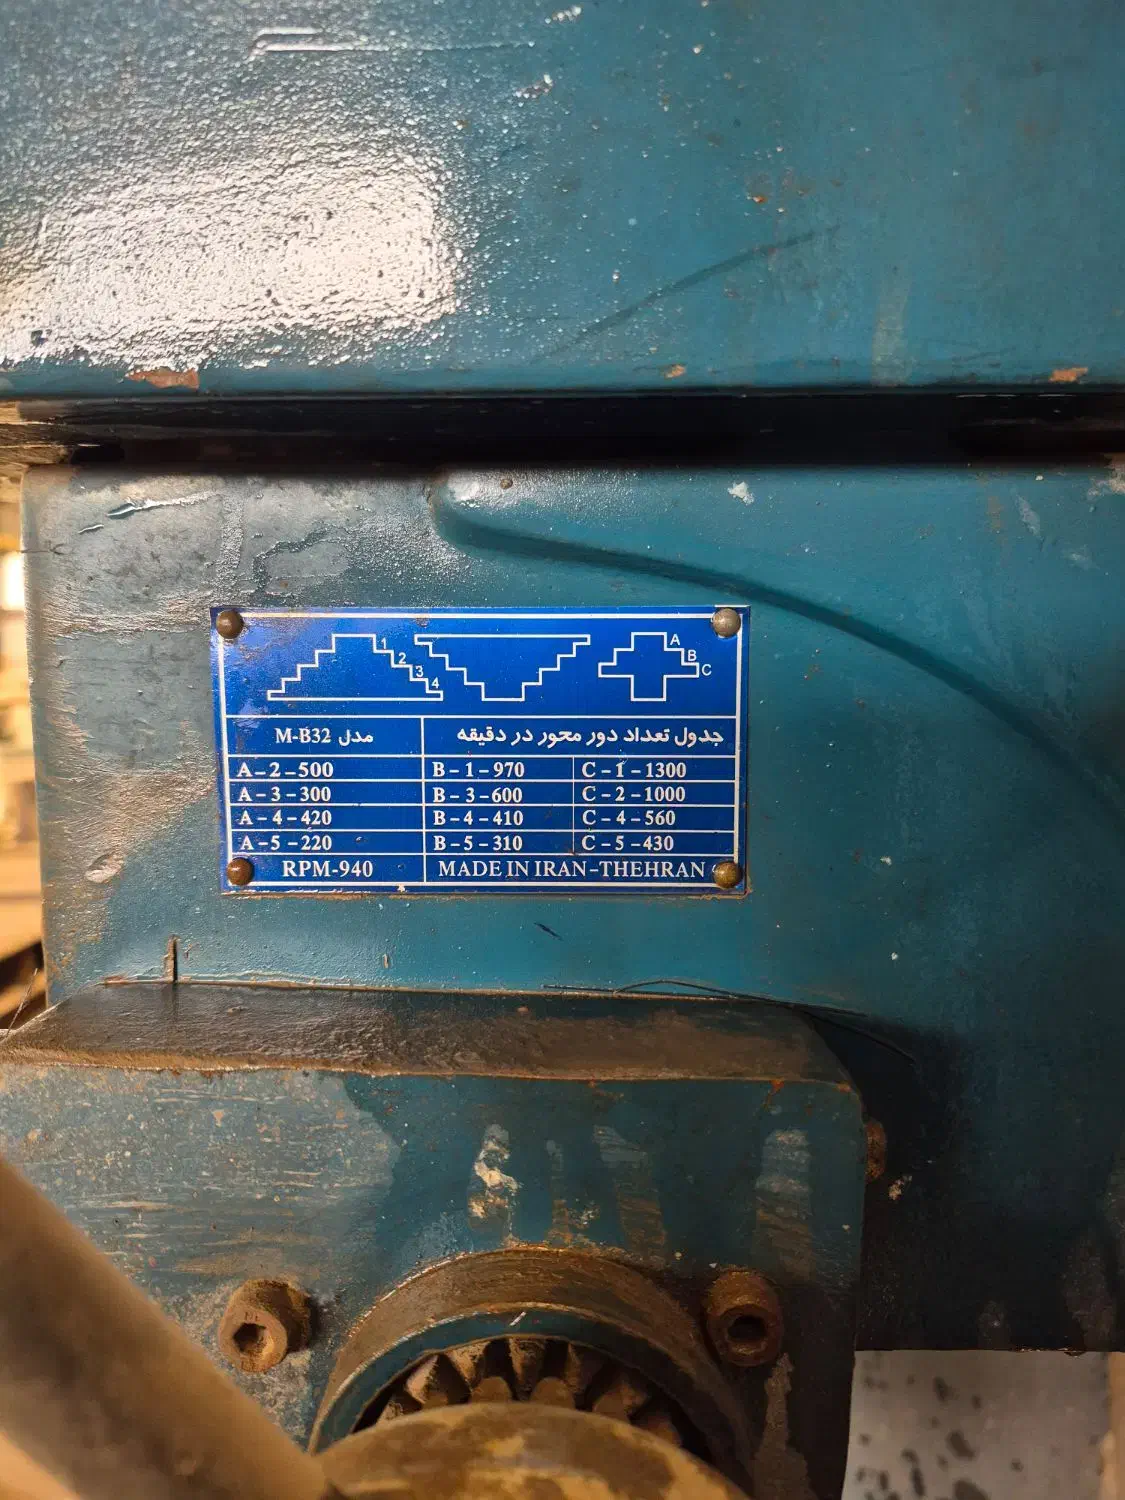 1
2
3
4
A
B
C
مدل M-B32
جدول تعداد دور محور در دقیقه
A-2-500 B-1-970 C-1-1300
A-3-300 B-3-600 C-2-1000
A-4-420 B-4-410 C-4-560
A-5-220 B-5-310 C-5-430
RPM-940 MADE IN IRAN-THEHRAN